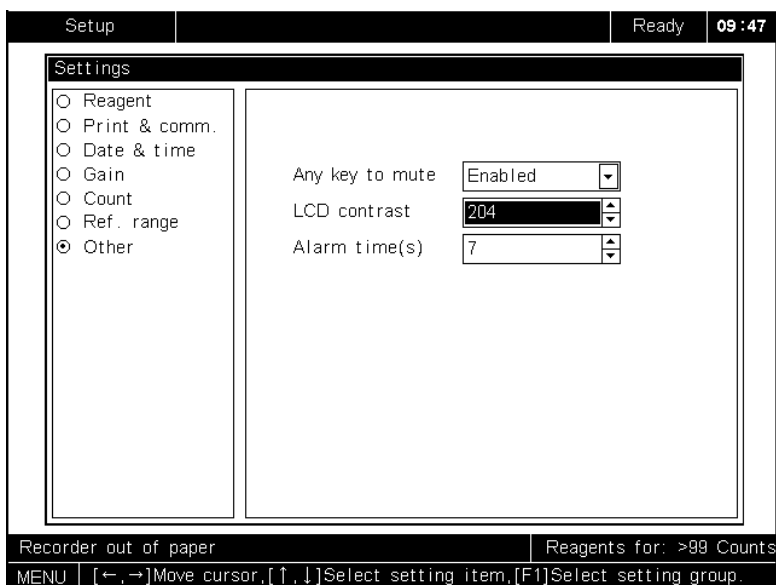 Setup Ready 09:47
Settings
Reagent
Print & comm.
Date & time
Gain
Count
Ref. range
Other
Any key to mute Enabled
LCD contrast 204
Alarm time(s) 7
Recorder out of paper Reagents for: >99 Counts
MENU [←,→]Move cursor,[↑,↓]Select setting item,[F1]Select setting group.